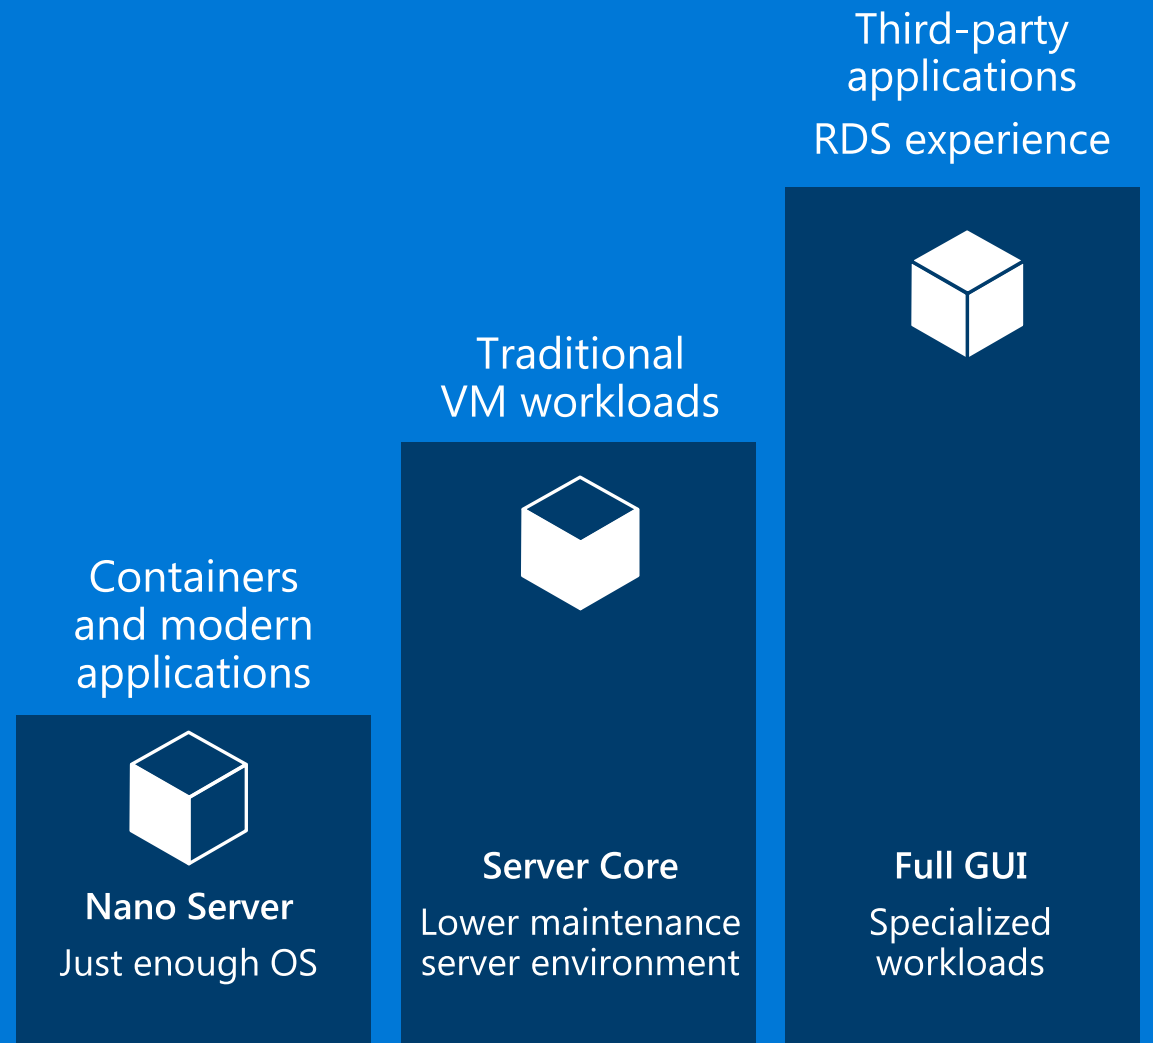 Containers
and modern
applications
Nano Server
Just enough OS
Traditional
VM workloads
Server Core
Lower maintenance
server environment
Third-party
applications
RDS experience
Full GUI
Specialized
workloads